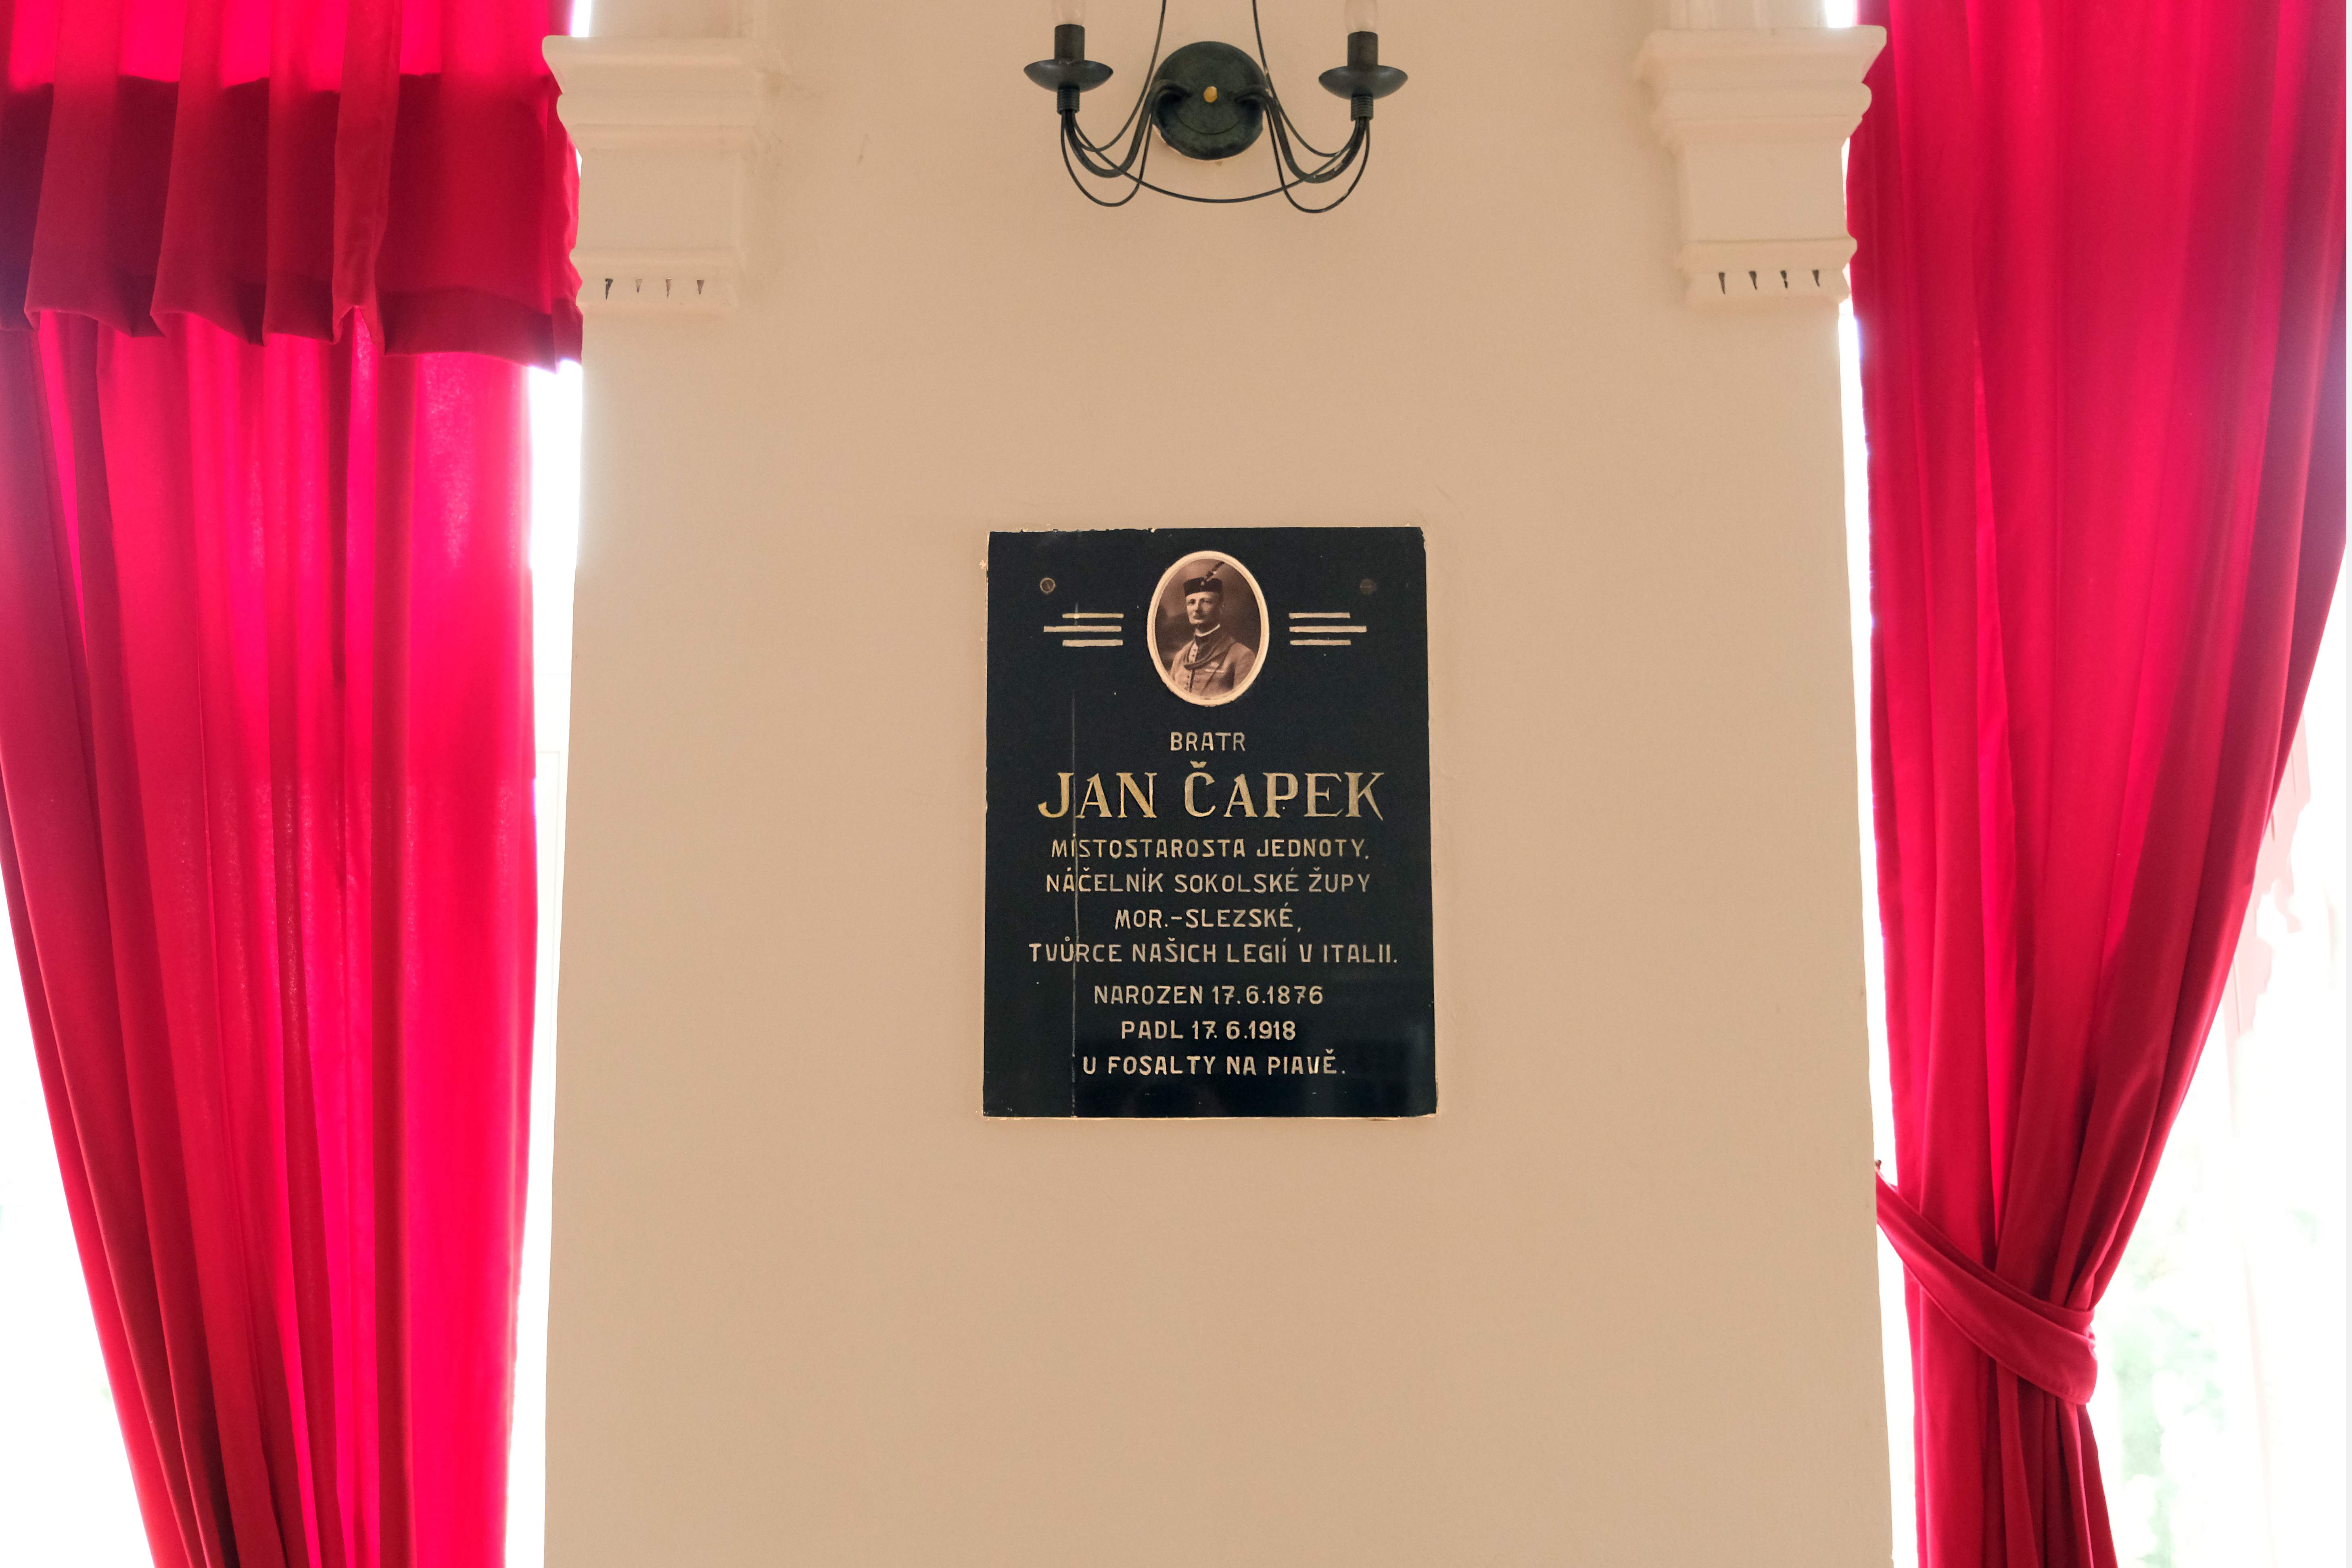 BRATR
JAN ČAPEK
MÍSTOSTAROSTA JEDNOTY,
NÁČELNÍK SOKOLSKÉ ŽUPY
MOR.-SLEZSKÉ,
TVŮRCE NAŠICH LEGIÍ V ITALII.
NAROZEN 17.6.1876
PADL 17.6.1918
U FOSALTY NA PIAVĚ.